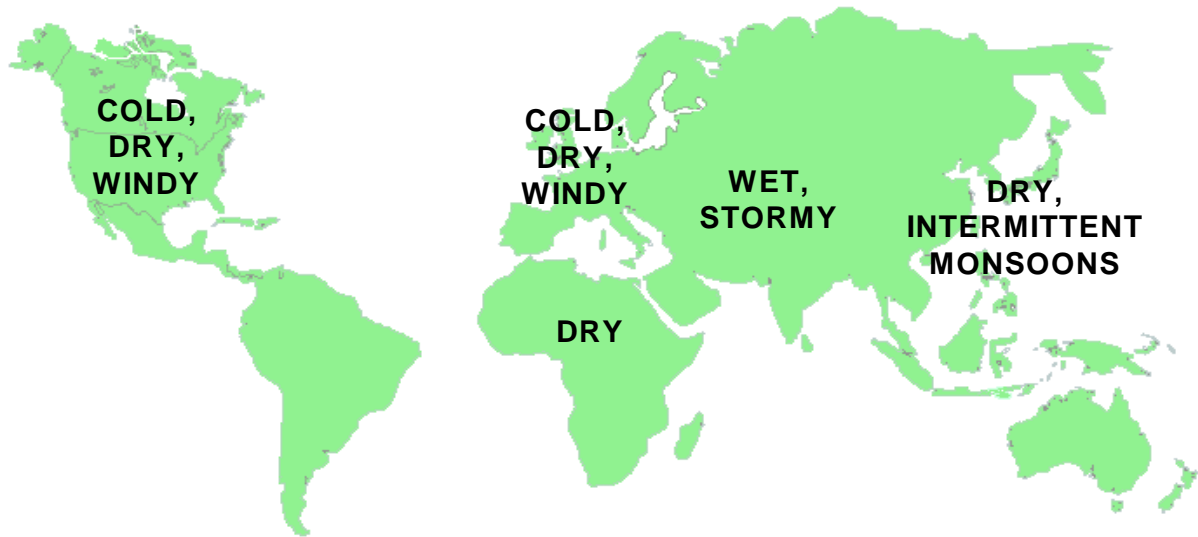 COLD,
DRY,
WINDY
COLD,
DRY,
WINDY
WET,
STORMY
DRY,
INTERMITTENT
MONSOONS
DRY